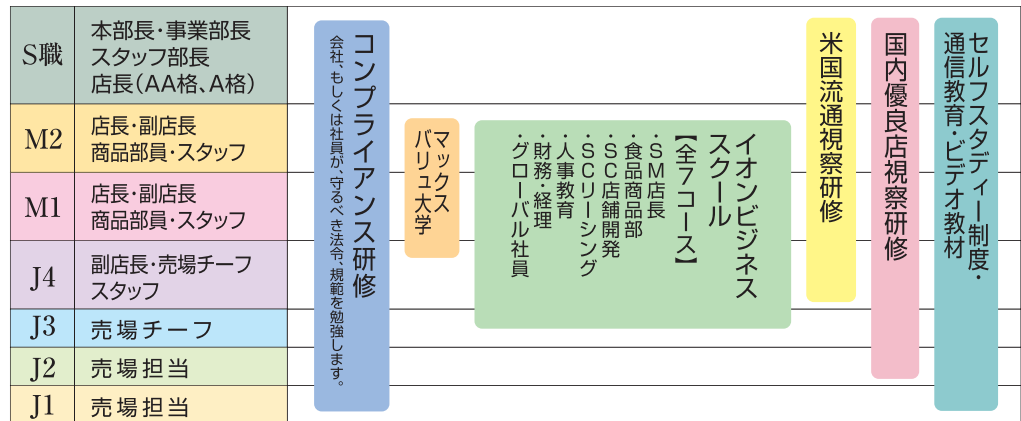 S職
本部長・事業部長
スタッフ部長
店長（AA格、A格）
M2
店長・副店長
商品部員・スタッフ
M1
店長・副店長
商品部員・スタッフ
J4
副店長・売場チーフ
スタッフ
J3
売場チーフ
J2
売場担当
J1
売場担当
コンプライアンス研修
会社、もしくは社員が、守るべき法令、規範を勉強します。
マックス
バリュ大学
イオンビジネス
スクール
【全7コース】
・SM店長
・食品商品部
・SC店舗開発
・SCリーシング
・人事教育
・財務・経理
・グローバル社員
米国流通視察研修
国内優良店視察研修
セルフスタディー制度・
通信教育・ビデオ教材